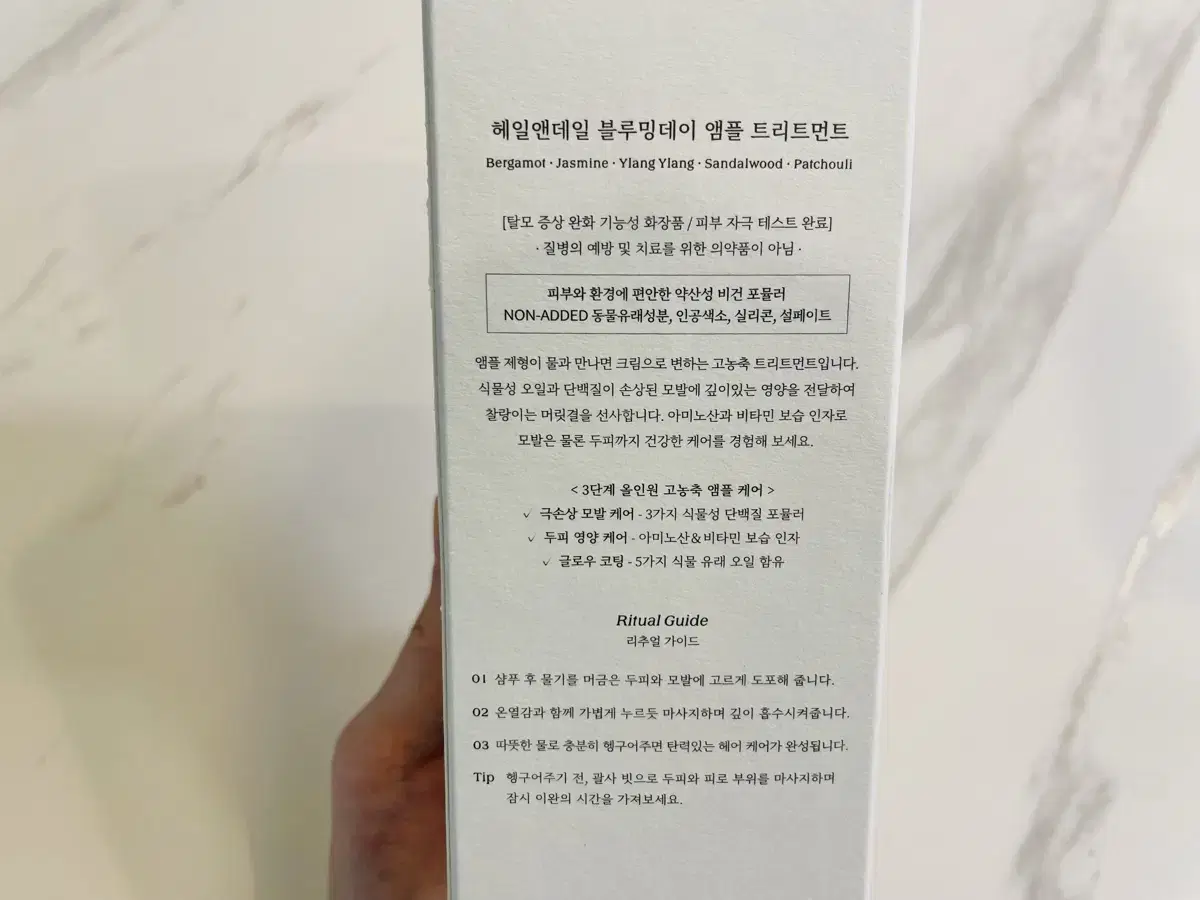 헤일앤데일 블루밍데이 앰플 트리트먼트
Bergamot · Jasmine · Ylang Ylang · Sandalwood · Patchouli
[탈모 증상 완화 기능성 화장품 / 피부 자극 테스트 완료]
· 질병의 예방 및 치료를 위한 의약품이 아님 ·
피부와 환경에 편안한 약산성 비건 포뮬러
NON-ADDED 동물유래성분, 인공색소, 실리콘, 설페이트
앰플 제형이 물과 만나면 크림으로 변하는 고농축 트리트먼트입니다.
식물성 오일과 단백질이 손상된 모발에 깊이있는 영양을 전달하여
찰랑이는 머릿결을 선사합니다. 아미노산과 비타민 보습 인자로
모발은 물론 두피까지 건강한 케어를 경험해 보세요.
< 3단계 올인원 고농축 앰플 케어 >
✓ 극손상 모발 케어 - 3가지 식물성 단백질 포뮬러
✓ 두피 영양 케어 - 아미노산&비타민 보습 인자
✓ 글로우 코팅 - 5가지 식물 유래 오일 함유
Ritual Guide
리추얼 가이드
01 샴푸 후 물기를 머금은 두피와 모발에 고르게 도포해 줍니다.
02 온열감과 함께 가볍게 누르듯 마사지하며 깊이 흡수시켜줍니다.
03 따뜻한 물로 충분히 헹구어주면 탄력있는 헤어 케어가 완성됩니다.
Tip 헹구어주기 전, 괄사 빗으로 두피와 피로 부위를 마사지하며
잠시 이완의 시간을 가져보세요.